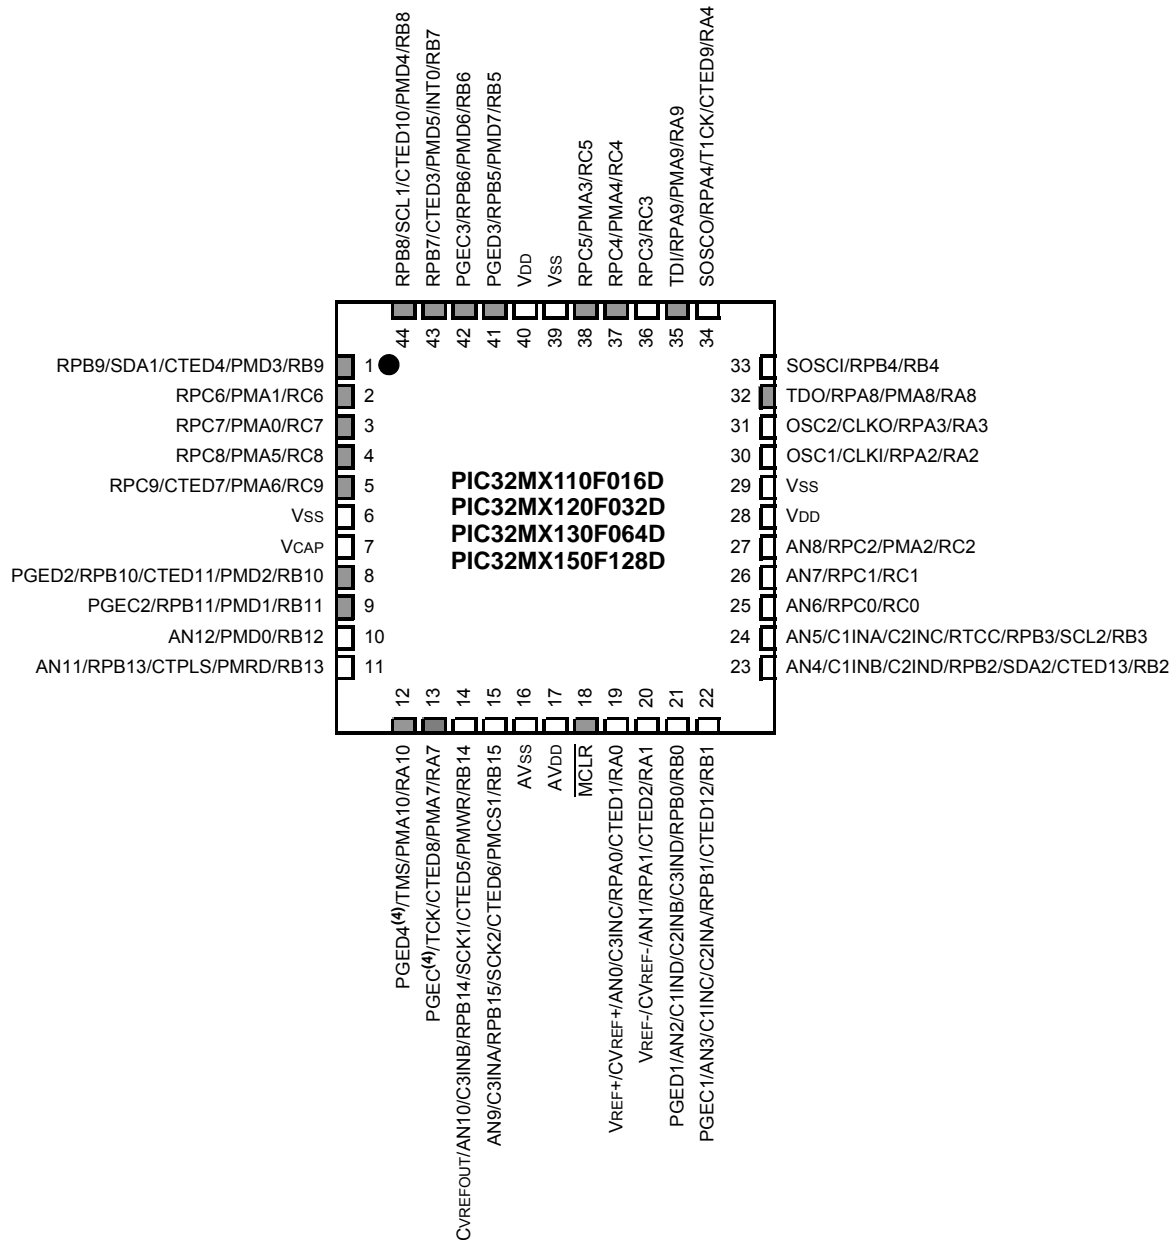 RPB8/SCL1/CTED10/PMD4/RB8
RPB7/CTED3/PMD5/INT0/RB7
PGEC3/RPB6/PMD6/RB6
PGED3/RPB5/PMD7/RB5
VDD
VSS
RPC5/PMA3/RC5
RPC4/PMA4/RC4
RPC3/RC3
TDI/RPA9/PMA9/RA9
SOSCO/RPA4/T1CK/CTED9/RA4
44 43 42 41 40 39 38 37 36 35 34
RPB9/SDA1/CTED4/PMD3/RB9 1
RPC6/PMA1/RC6 2
RPC7/PMA0/RC7 3
RPC8/PMA5/RC8 4
RPC9/CTED7/PMA6/RC9 5
VSS 6
VCAP 7
PGED2/RPB10/CTED11/PMD2/RB10 8
PGEC2/RPB11/PMD1/RB11 9
AN12/PMD0/RB12 10
AN11/RPB13/CTPLS/PMRD/RB13 11
PIC32MX110F016D
PIC32MX120F032D
PIC32MX130F064D
PIC32MX150F128D
33 SOSCI/RPB4/RB4
32 TDO/RPA8/PMA8/RA8
31 OSC2/CLKO/RPA3/RA3
30 OSC1/CLKI/RPA2/RA2
29 VSS
28 VDD
27 AN8/RPC2/PMA2/RC2
26 AN7/RPC1/RC1
25 AN6/RPC0/RC0
24 AN5/C1INA/C2INC/RTCC/RPB3/SCL2/RB3
23 AN4/C1INB/C2IND/RPB2/SDA2/CTED13/RB2
12 13 14 15 16 17 18 19 20 21 22
PGED4(4)/TMS/PMA10/RA10
PGEC(4)/TCK/CTED8/PMA7/RA7
CVREFOUT/AN10/C3INB/RPB14/SCK1/CTED5/PMWR/RB14
AN9/C3INA/RPB15/SCK2/CTED6/PMCS1/RB15
AVSS
AVDD
MCLR
VREF+/CVREF+/AN0/C3INC/RPA0/CTED1/RA0
VREF-/CVREF-/AN1/RPA1/CTED2/RA1
PGED1/AN2/C1IND/C2INB/C3IND/RPB0/RB0
PGEC1/AN3/C1INC/C2INA/RPB1/CTED12/RB1